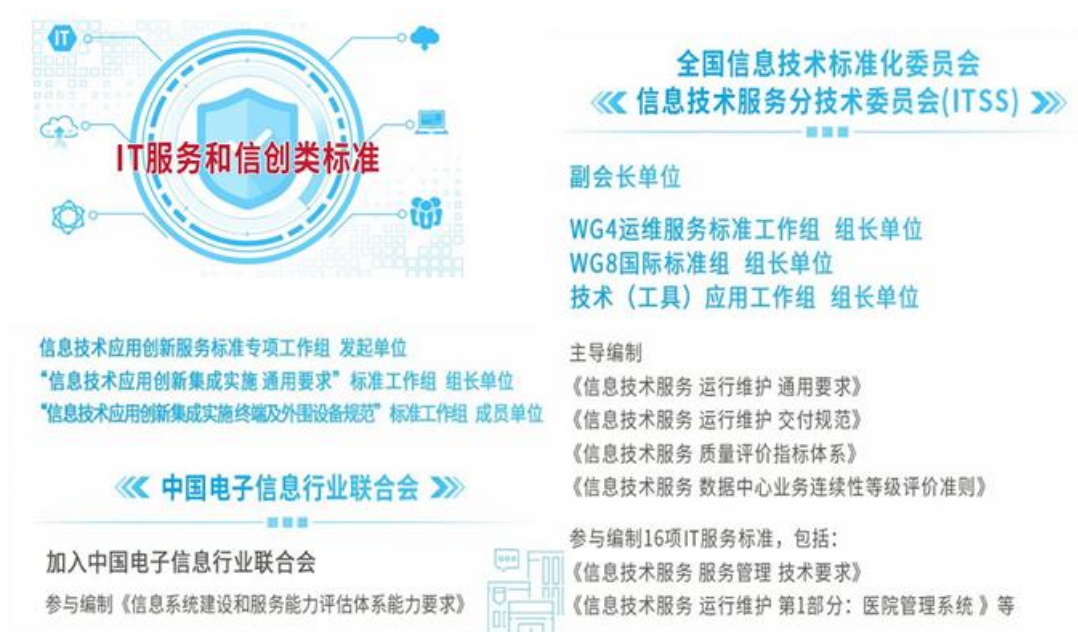 IT
IT服务和信创类标准
信息技术应用创新服务标准专项工作组 发起单位
“信息技术应用创新集成实施 通用要求”标准工作组 组长单位
“信息技术应用创新集成实施终端及外围设备规范”标准工作组 成员单位
中国电子信息行业联合会
加入中国电子信息行业联合会
参与编制《信息系统建设和服务能力评估体系能力要求》
全国信息技术标准化委员会
信息技术服务分技术委员会(ITSS)
副会长单位
WG4运维服务标准工作组 组长单位
WG8国际标准组 组长单位
技术（工具）应用工作组 组长单位
主导编制
《信息技术服务 运行维护 通用要求》
《信息技术服务 运行维护 交付规范》
《信息技术服务 质量评价指标体系》
《信息技术服务 数据中心业务连续性等级评价准则》
参与编制16项IT服务标准，包括：
《信息技术服务 服务管理 技术要求》
《信息技术服务 运行维护 第1部分：医院管理系统 》等